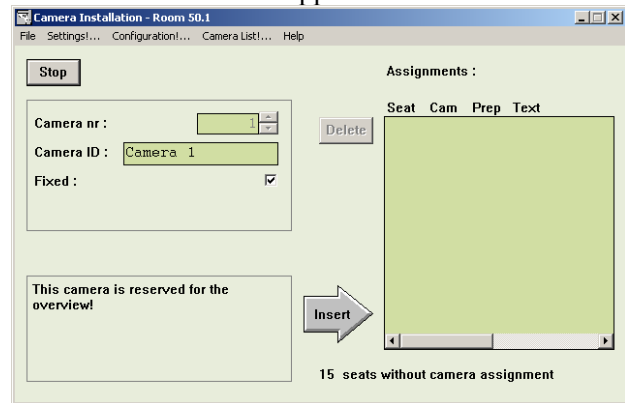 Camera Installation - Room 50.1
File Settings!... Configuration!... Camera List!... Help
Stop
Assignments :
Seat Cam Prep Text
Camera nr : 1
Delete
Camera ID : Camera 1
Fixed :
This camera is reserved for the
overview!
Insert
15 seats without camera assignment